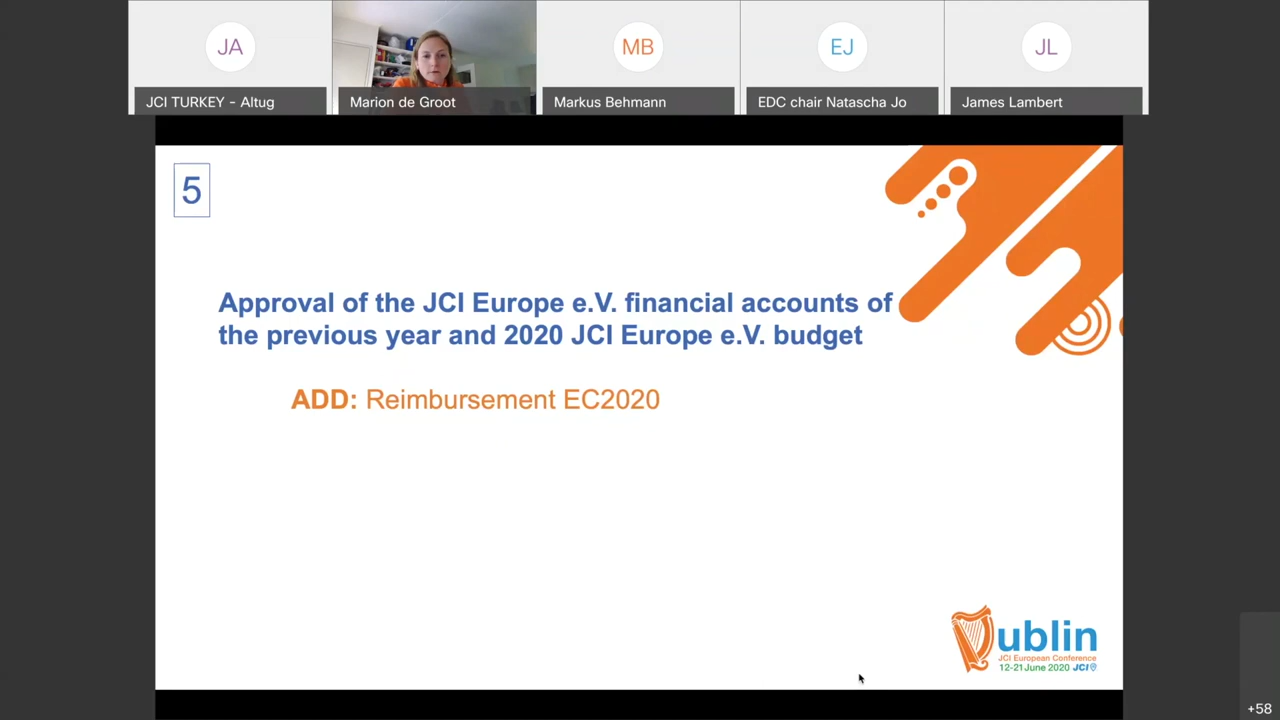 JA
MB
EJ
JL
JCI TURKEY - Altug
Marion de Groot
Markus Behmann
EDC chair Natascha Jo
James Lambert
5
Approval of the JCI Europe e.V. financial accounts of
the previous year and 2020 JCI Europe e.V. budget
ADD: Reimbursement EC2020
Dublin
JCI European Conference
12-21 June 2020 JCI
+58